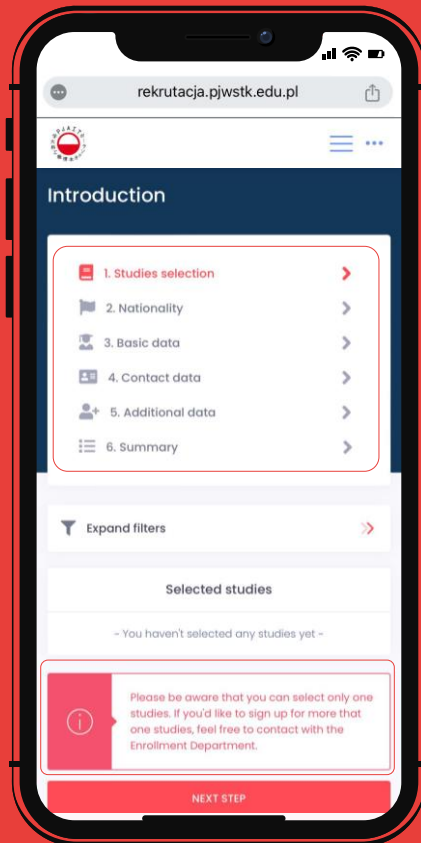 rekrutacja.pjwstk.edu.pl
Introduction
1. Studies selection
2. Nationality
3. Basic data
4. Contact data
5. Additional data
6. Summary
Expand filters
Selected studies
- You haven't selected any studies yet -
Please be aware that you can select only one
studies. If you'd like to sign up for more that
one studies, feel free to contact with the
Enrollment Department.
NEXT STEP